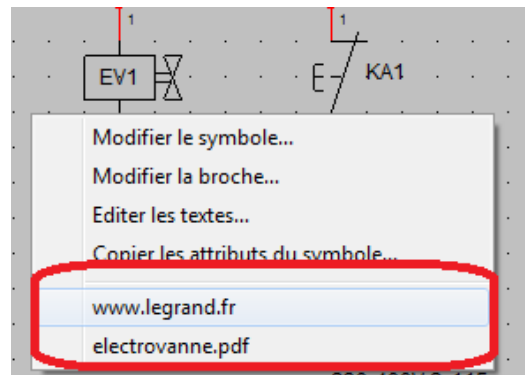 1 1
EV1 KA1
Modifier le symbole...
Modifier la broche...
Editer les textes...
Copier les attributs du symbole...
www.legrand.fr
electrovanne.pdf